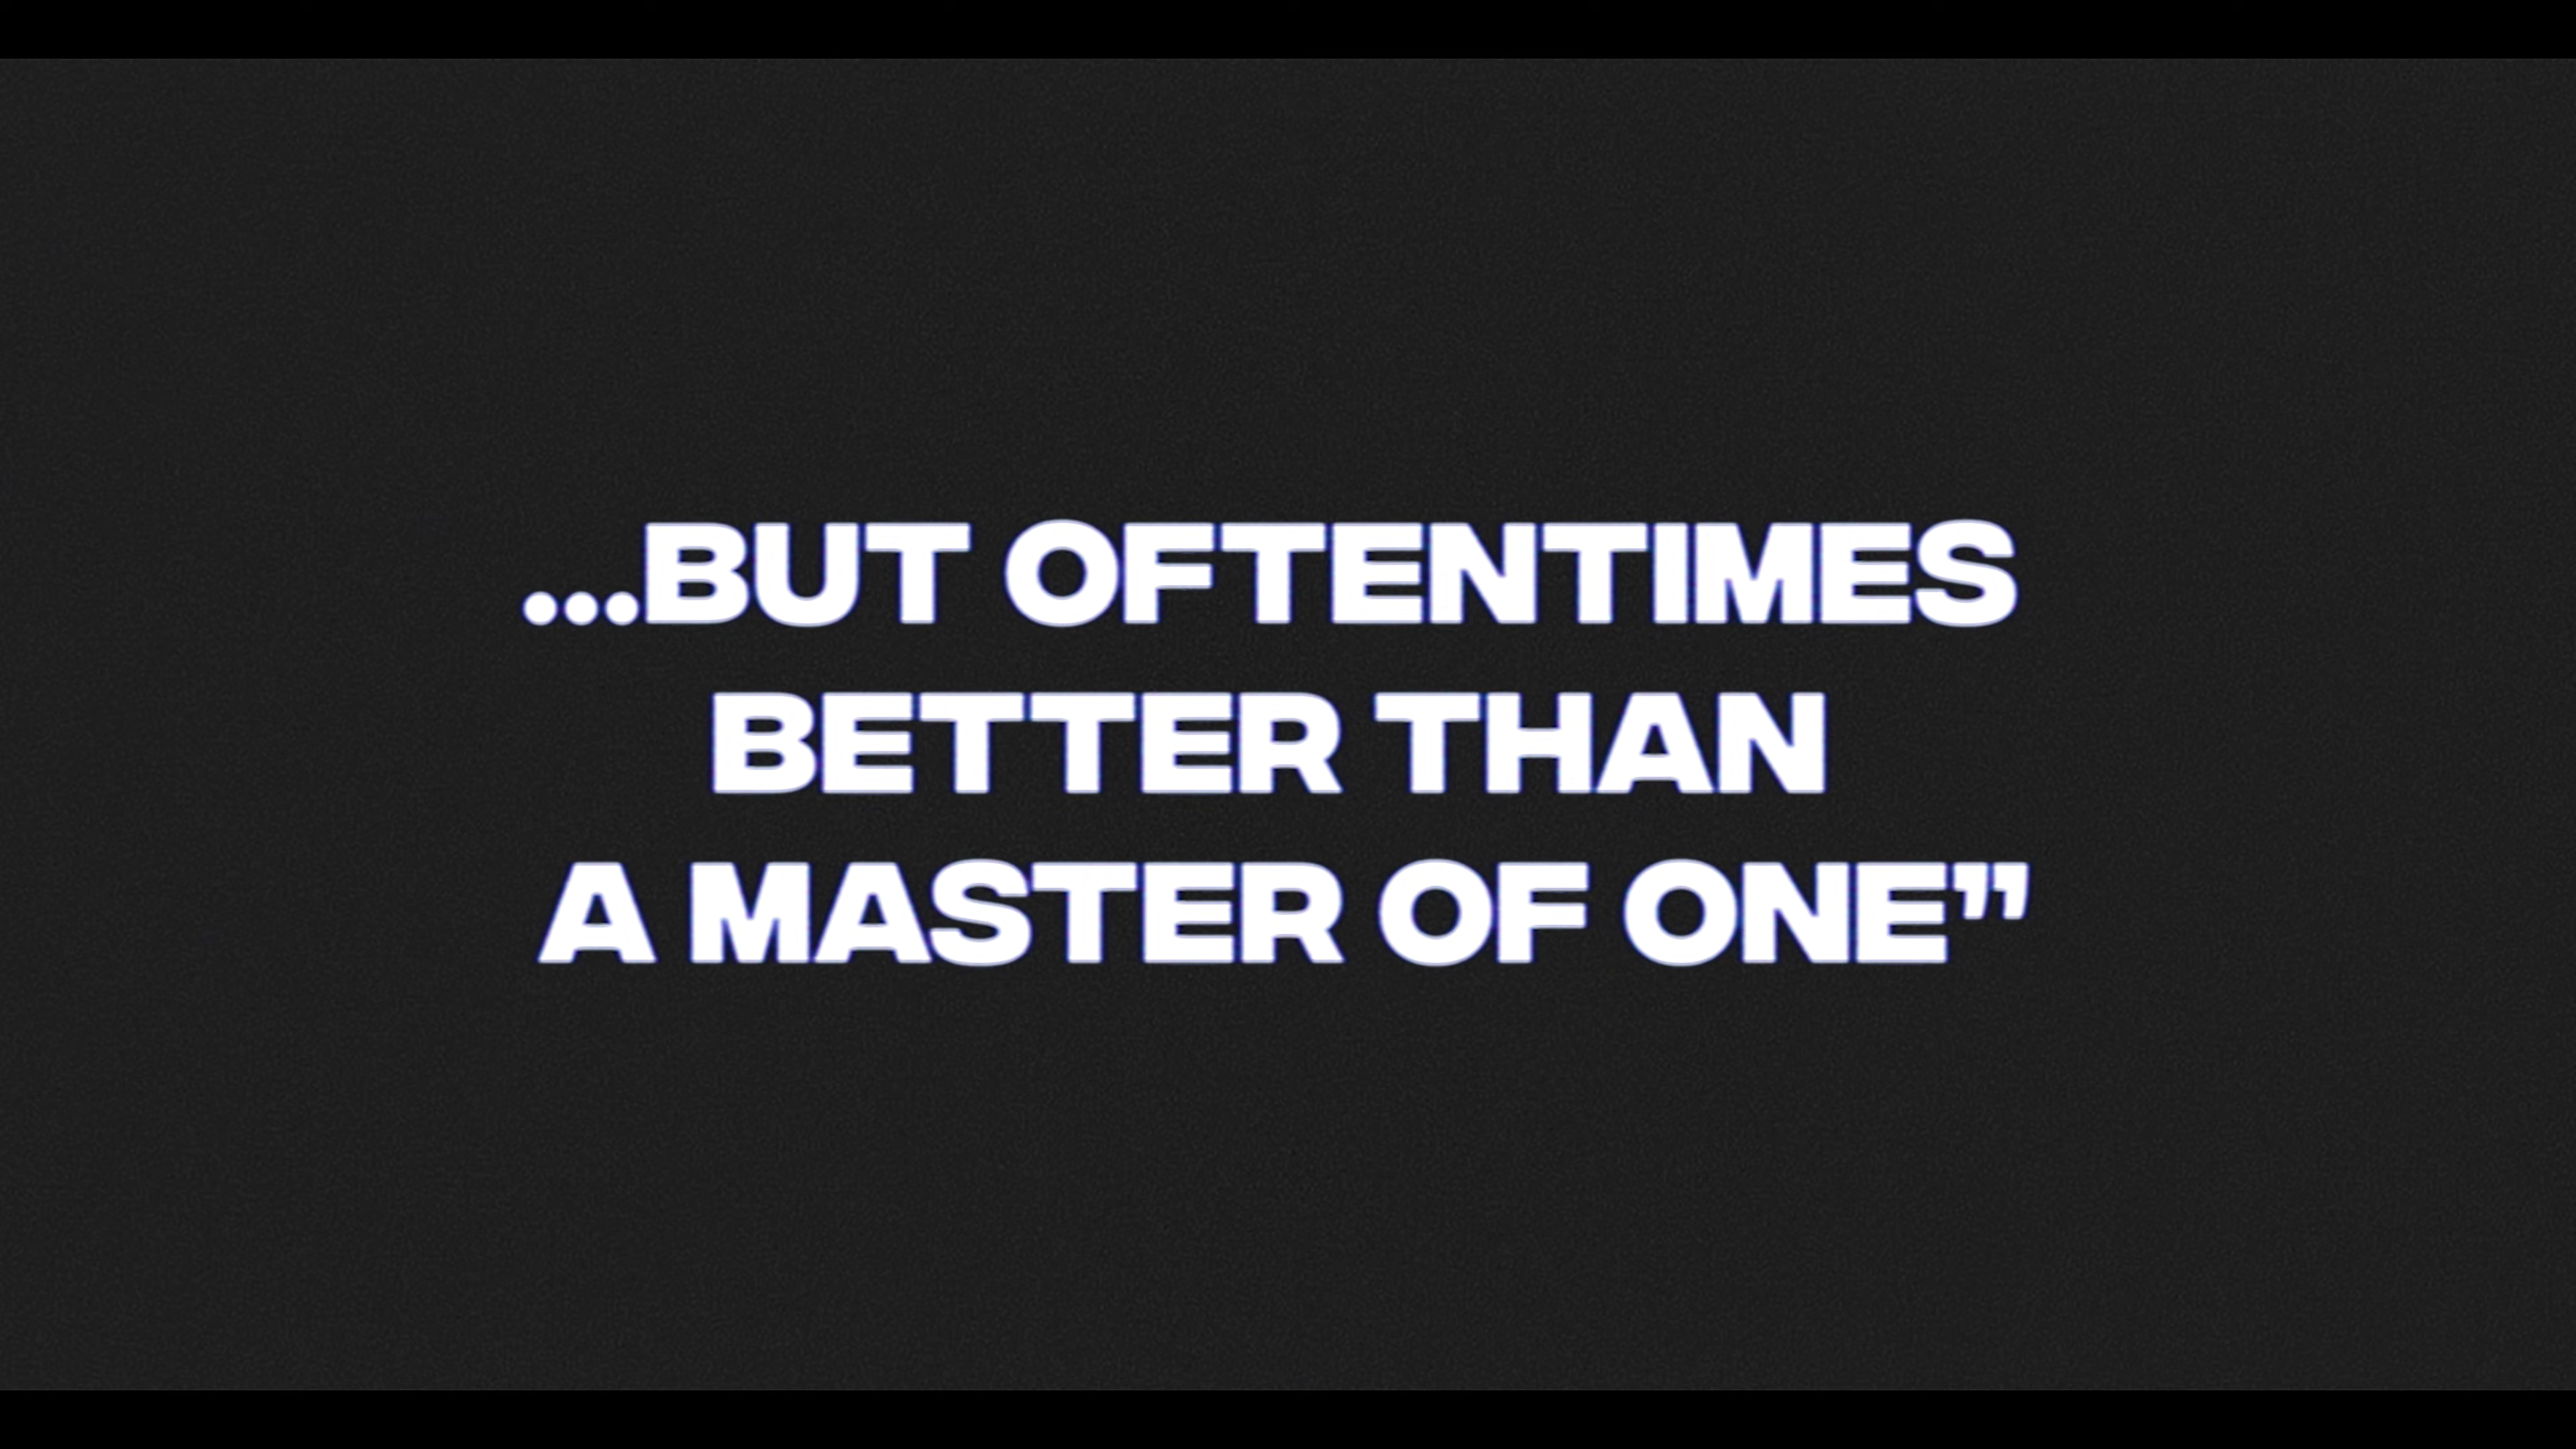 ...BUT OFTENTIMES
BETTER THAN
A MASTER OF ONE”